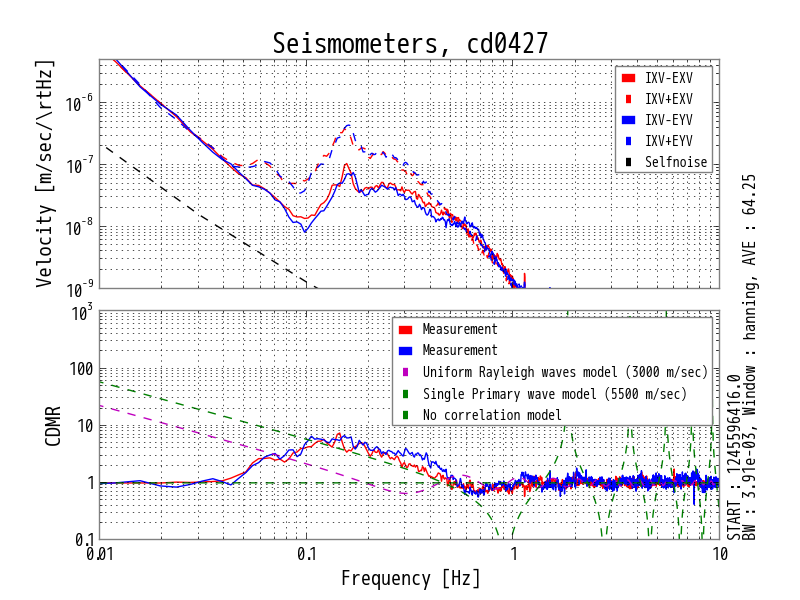 Seismometers, cd0427
Velocity [m/sec/\rtHz]
10^-6
10^-7
10^-8
10^-9
IXV-EXV
IXV+EXV
IXV-EYV
IXV+EYV
Selfnoise
CDMR
10^3
100
10
1
0.1
Measurement
Measurement
Uniform Rayleigh waves model (3000 m/sec)
Single Primary wave model (5500 m/sec)
No correlation model
0.01
0.1
1
10
Frequency [Hz]
START : 1245596416.0
BW : 3.91e-03, Window : hanning, AVE : 64.25